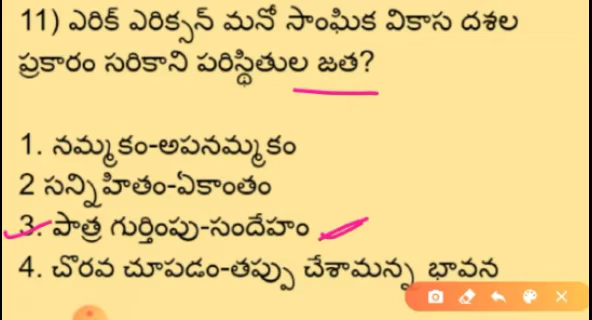 11) ఎరిక్ ఎరిక్సన్ మనో సాంఘిక వికాస దశల
ప్రకారం సరికాని పరిస్థితుల జత?
1. నమ్మకం-అపనమ్మకం
2 సన్నిహితం-ఏకాంతం
3. పాత్ర గుర్తింపు-సందేహం
4. చొరవ చూపడం-తప్పు చేశామన్న భావన